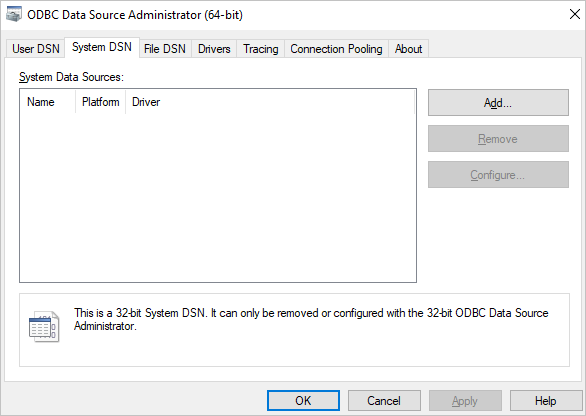 ODBC Data Source Administrator (64-bit)
User DSN System DSN File DSN Drivers Tracing Connection Pooling About
System Data Sources:
Name Platform Driver
Add...
Remove
Configure...
This is a 32-bit System DSN. It can only be removed or configured with the 32-bit ODBC Data Source
Administrator.
OK Cancel Apply Help